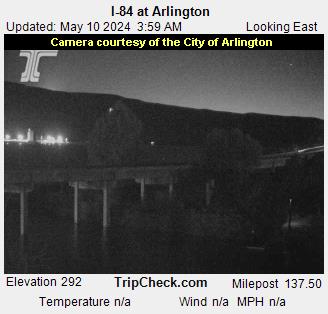 I-84 at Arlington
Updated: May 10 2024 3:59 AM Looking East
Camera courtesy of the City of Arlington
Elevation 292 TripCheck.com Milepost 137.50
Temperature n/a Wind n/a MPH n/a